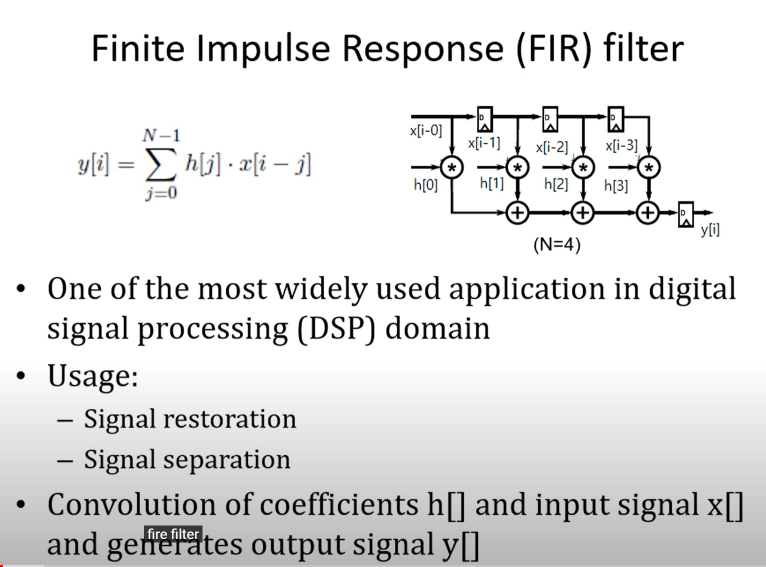 Finite Impulse Response (FIR) filter
N−1
y[i] = ∑ h[j] · x[i − j]
j=0
x[i-0]
x[i-1]
x[i-2]
x[i-3]
D
D
D
*
*
*
*
h[0]
h[1]
h[2]
h[3]
+
+
+
D
y[i]
(N=4)
• One of the most widely used application in digital
signal processing (DSP) domain
• Usage:
– Signal restoration
– Signal separation
• Convolution of coefficients h[] and input signal x[]
and generates output signal y[]
fire filter